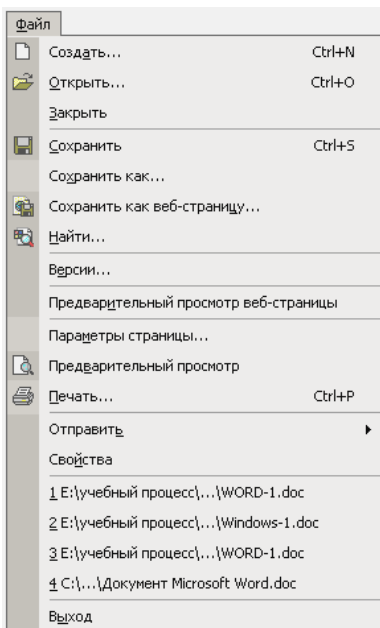 Файл
Создать... Ctrl+N
Открыть... Ctrl+O
Закрыть
Сохранить Ctrl+S
Сохранить как...
Сохранить как веб-страницу...
Найти...
Версии...
Предварительный просмотр веб-страницы
Параметры страницы...
Предварительный просмотр
Печать... Ctrl+P
Отправить
Свойства
1 E:\учебный процесс\...\WORD-1.doc
2 E:\учебный процесс\...\Windows-1.doc
3 E:\учебный процесс\...\WORD-1.doc
4 C:\...\Документ Microsoft Word.doc
Выход